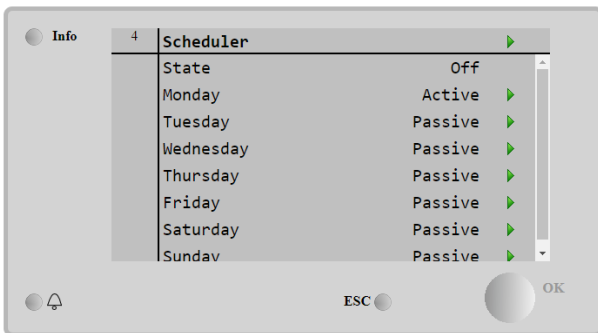 Info
4 Scheduler
State Off
Monday Active
Tuesday Passive
Wednesday Passive
Thursday Passive
Friday Passive
Saturday Passive
Sunday Passive
ESC
OK